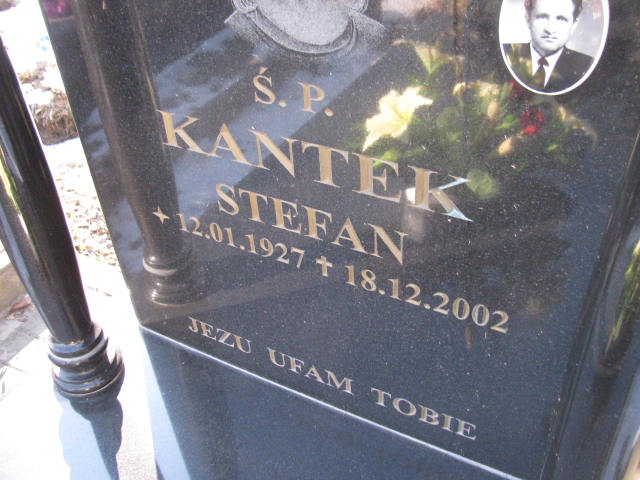 Ś. P.
KANTEK
STEFAN
✦ 12.01.1927 ✝ 18.12.2002
JEZU UFAM TOBIE